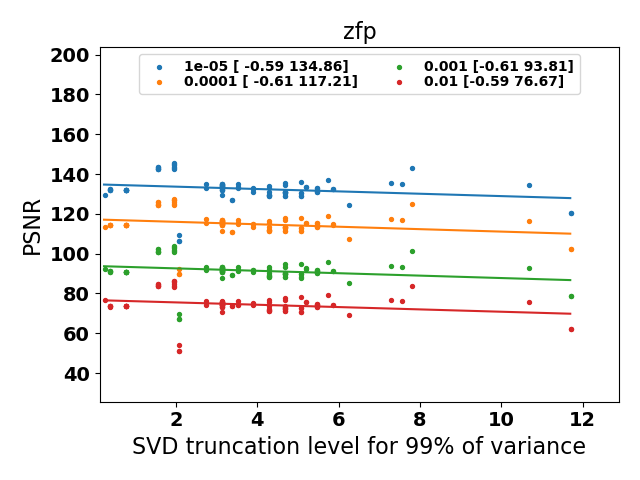 zfp
1e-05 [ -0.59 134.86]
0.0001 [ -0.61 117.21]
0.001 [-0.61 93.81]
0.01 [-0.59 76.67]
200
180
160
140
120
100
80
60
40
PSNR
2 4 6 8 10 12
SVD truncation level for 99% of variance